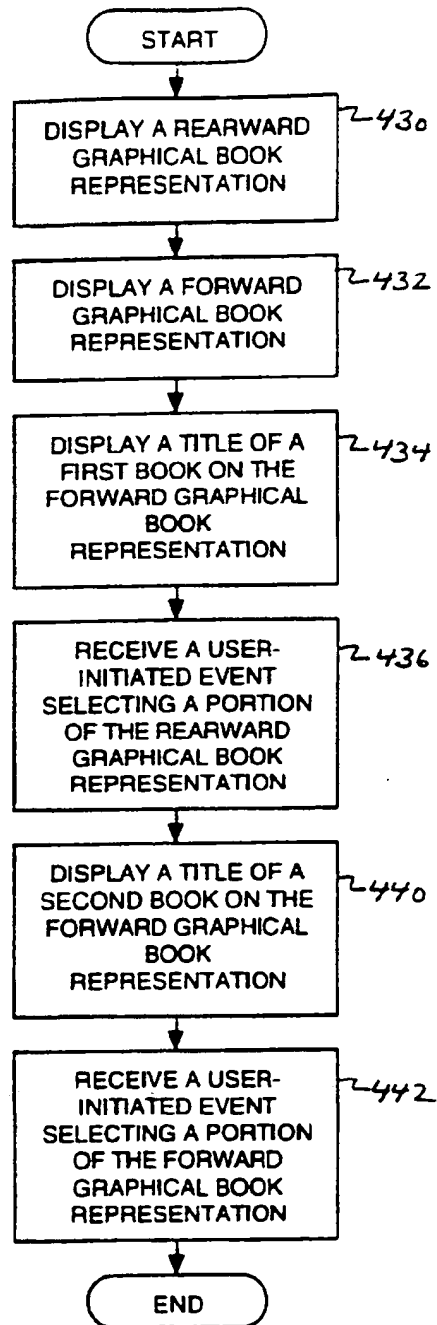 START
DISPLAY A REARWARD
GRAPHICAL BOOK
REPRESENTATION
430
DISPLAY A FORWARD
GRAPHICAL BOOK
REPRESENTATION
432
DISPLAY A TITLE OF A
FIRST BOOK ON THE
FORWARD GRAPHICAL
BOOK
REPRESENTATION
434
RECEIVE A USER-
INITIATED EVENT
SELECTING A PORTION
OF THE REARWARD
GRAPHICAL BOOK
REPRESENTATION
436
DISPLAY A TITLE OF A
SECOND BOOK ON THE
FORWARD GRAPHICAL
BOOK
REPRESENTATION
440
RECEIVE A USER-
INITIATED EVENT
SELECTING A PORTION
OF THE FORWARD
GRAPHICAL BOOK
REPRESENTATION
442
END